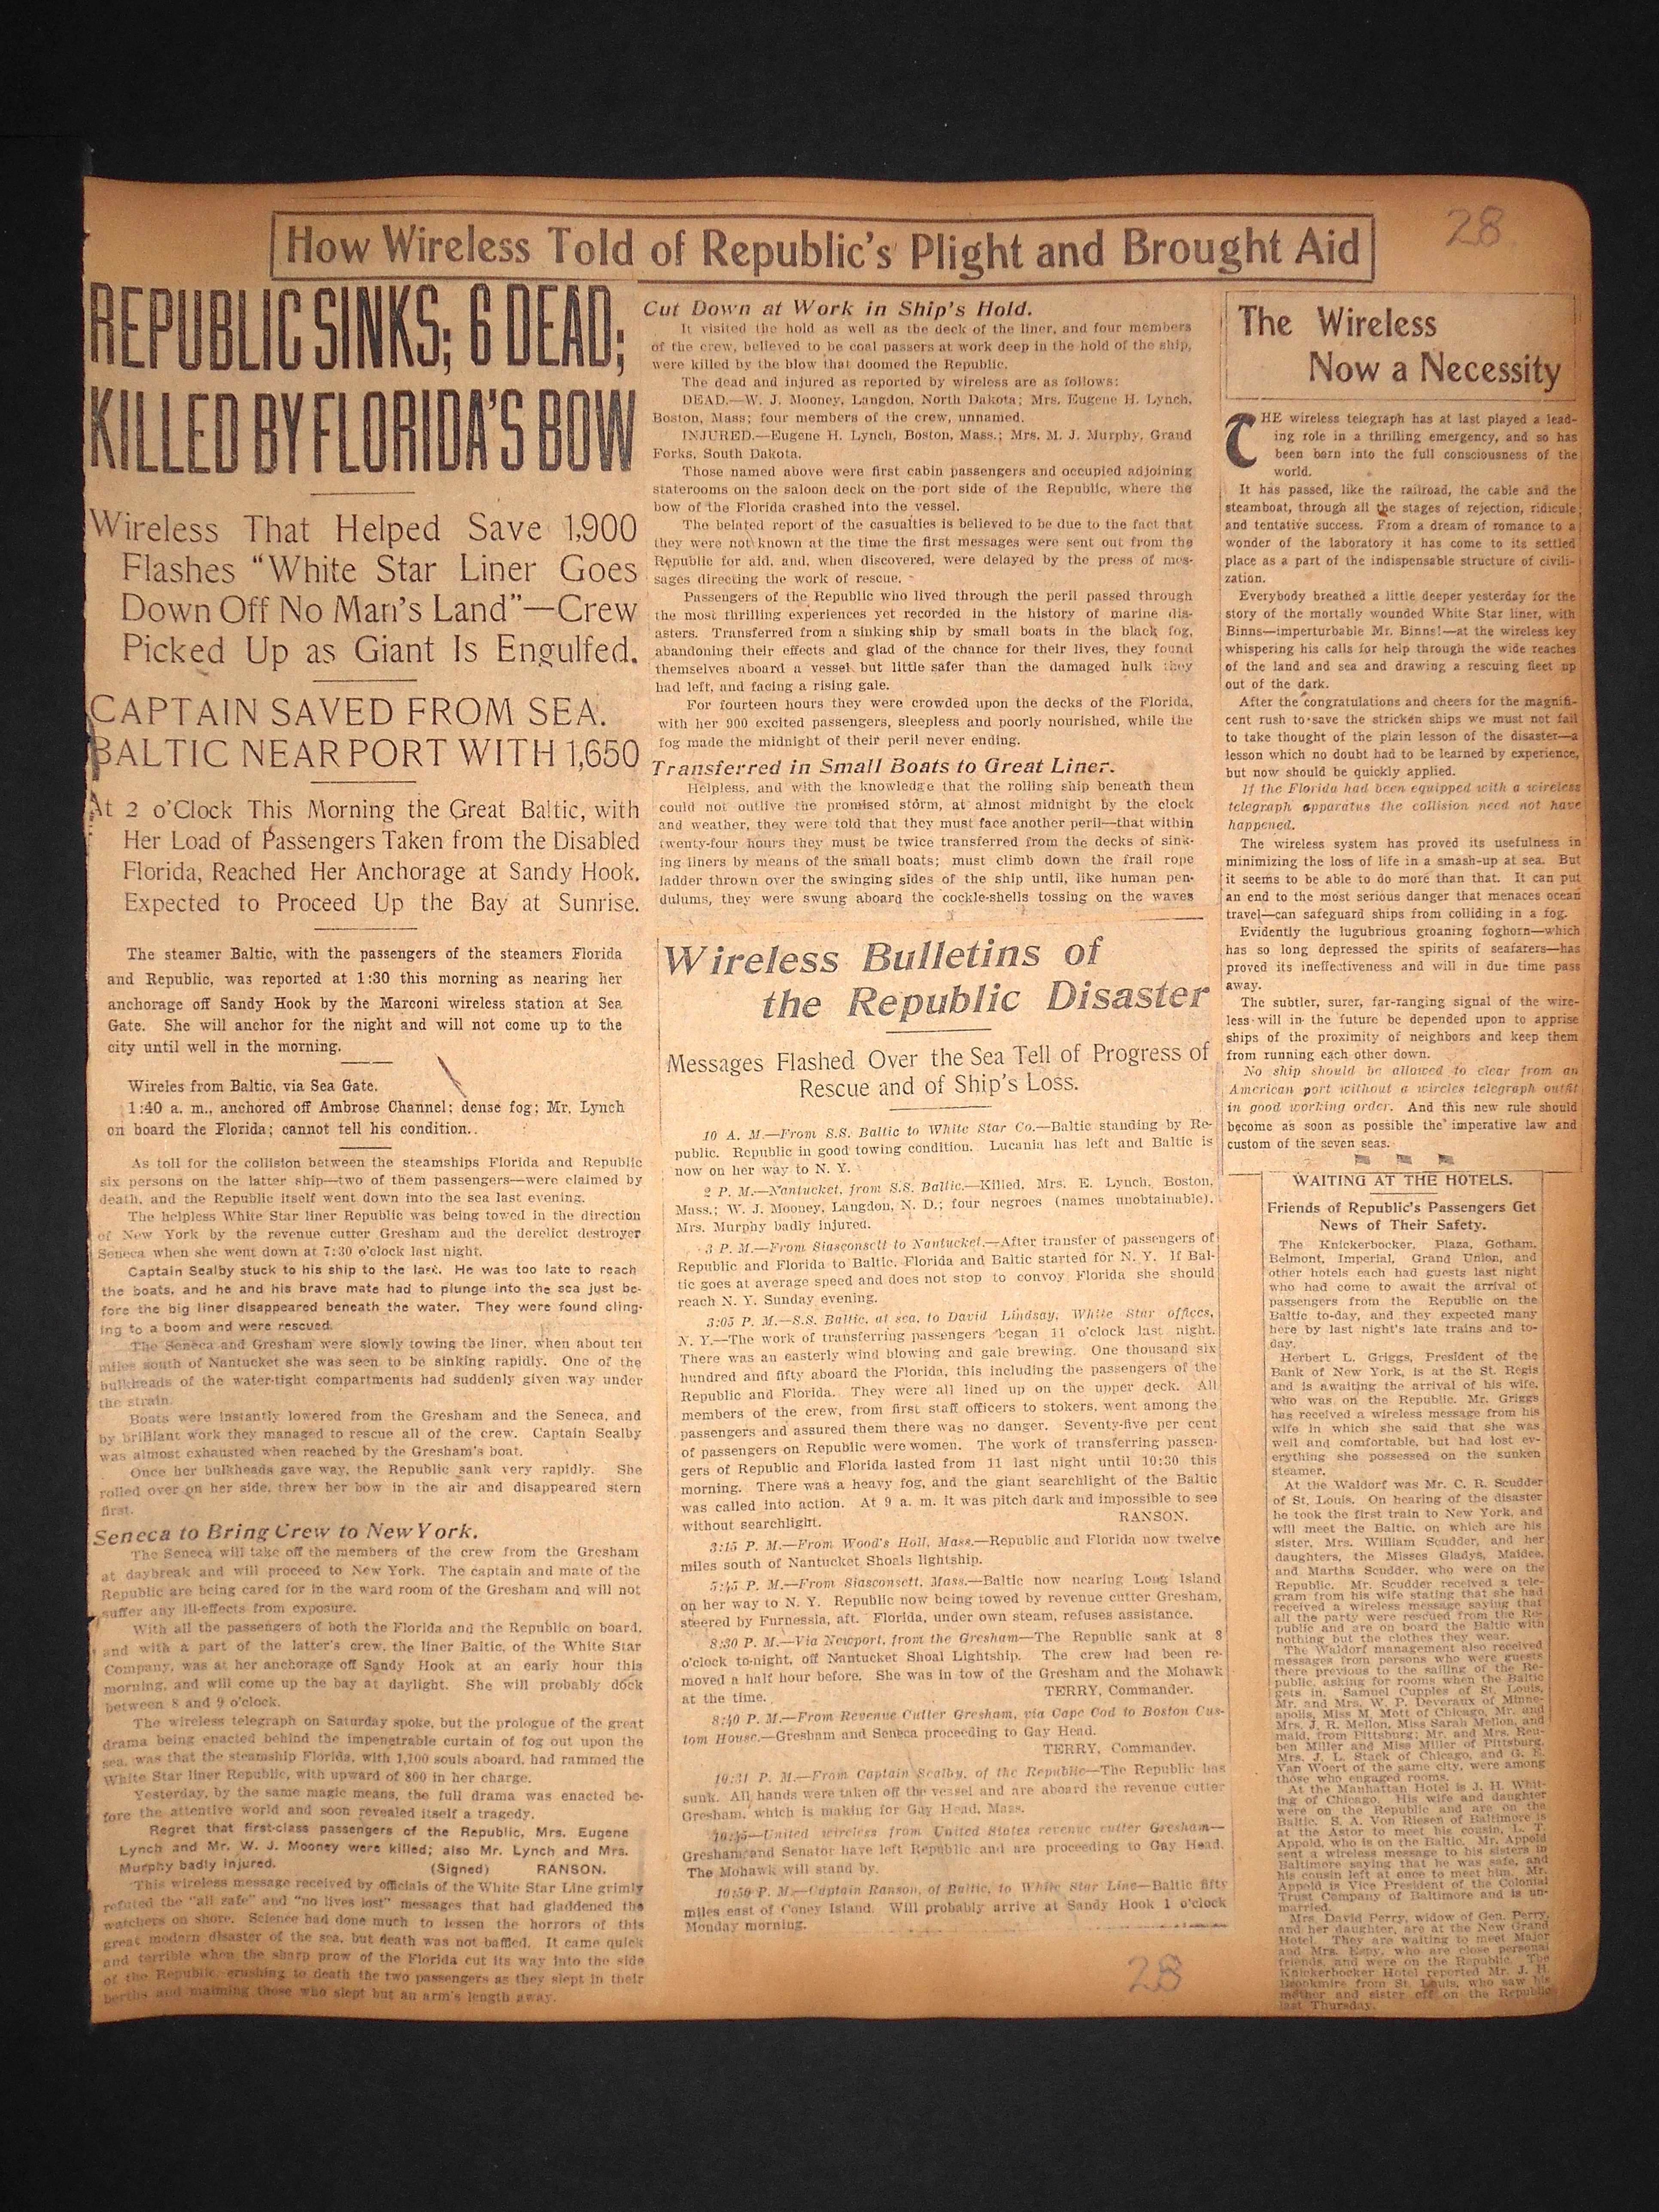 28
How Wireless Told of Republic's Plight and Brought Aid
REPUBLIC SINKS; 6 DEAD;
KILLED BY FLORIDA'S BOW
Wireless That Helped Save 1,900
Flashes "White Star Liner Goes
Down Off No Man's Land"—Crew
Picked Up as Giant Is Engulfed.
CAPTAIN SAVED FROM SEA.
BALTIC NEAR PORT WITH 1,650
At 2 o'Clock This Morning the Great Baltic, with
Her Load of Passengers Taken from the Disabled
Florida, Reached Her Anchorage at Sandy Hook.
Expected to Proceed Up the Bay at Sunrise.
The steamer Baltic, with the passengers of the steamers Florida
and Republic, was reported at 1:30 this morning as nearing her
anchorage off Sandy Hook by the Marconi wireless station at Sea
Gate. She will anchor for the night and will not come up to the
city until well in the morning.
Wireles from Baltic, via Sea Gate.
1:40 a. m., anchored off Ambrose Channel; dense fog; Mr. Lynch
on board the Florida; cannot tell his condition..
As toll for the collision between the steamships Florida and Republic
six persons on the latter ship—two of them passengers—were claimed by
death, and the Republic itself went down into the sea last evening.
The helpless White Star liner Republic was being towed in the direction
of New York by the revenue cutter Gresham and the derelict destroyer
Seneca when she went down at 7:30 o'clock last night.
Captain Sealby stuck to his ship to the last. He was too late to reach
the boats, and he and his brave mate had to plunge into the sea just be-
fore the big liner disappeared beneath the water. They were found cling-
ing to a boom and were rescued.
The Seneca and Gresham were slowly towing the liner, when about ten
miles south of Nantucket she was seen to be sinking rapidly. One of the
bulkheads of the water-tight compartments had suddenly given way under
the strain.
Boats were instantly lowered from the Gresham and the Seneca, and
by brilliant work they managed to rescue all of the crew. Captain Sealby
was almost exhausted when reached by the Gresham's boat.
Once her bulkheads gave way, the Republic sank very rapidly. She
rolled over on her side, threw her bow in the air and disappeared stern
first.
Seneca to Bring Crew to New York.
The Seneca will take off the members of the crew from the Gresham
at daybreak and will proceed to New York. The captain and mate of the
Republic are being cared for in the ward room of the Gresham and will not
suffer any ill-effects from exposure.
With all the passengers of both the Florida and the Republic on board,
and with a part of the latter's crew, the liner Baltic, of the White Star
Company, was at her anchorage off Sandy Hook at an early hour this
morning, and will come up the bay at daylight. She will probably dock
between 8 and 9 o'clock.
The wireless telegraph on Saturday spoke, but the prologue of the great
drama being enacted behind the impenetrable curtain of fog out upon the
sea, was that the steamship Florida, with 1,100 souls aboard, had rammed the
White Star liner Republic, with upward of 800 in her charge.
Yesterday, by the same magic means, the full drama was enacted be-
fore the attentive world and soon revealed itself a tragedy.
Regret that first-class passengers of the Republic, Mrs. Eugene
Lynch and Mr. W. J. Mooney were killed; also Mr. Lynch and Mrs.
Murphy badly injured. (Signed) RANSON.
This wireless message received by officials of the White Star Line grimly
refuted the "all safe" and "no lives lost" messages that had gladdened the
watchers on shore. Science had done much to lessen the horrors of this
great modern disaster of the sea, but death was not baffled. It came quick
and terrible when the sharp prow of the Florida cut its way into the side
of the Republic, crushing to death the two passengers as they slept in their
berths and maiming those who slept but an arm's length away.
Cut Down at Work in Ship's Hold.
It visited the hold as well as the deck of the liner, and four members
of the crew, believed to be coal passers at work deep in the hold of the ship,
were killed by the blow that doomed the Republic.
The dead and injured as reported by wireless are as follows:
DEAD.—W. J. Mooney, Langdon, North Dakota; Mrs. Eugene H. Lynch,
Boston, Mass; four members of the crew, unnamed.
INJURED.—Eugene H. Lynch, Boston, Mass.; Mrs. M. J. Murphy, Grand
Forks, South Dakota.
Those named above were first cabin passengers and occupied adjoining
staterooms on the saloon deck on the port side of the Republic, where the
bow of the Florida crashed into the vessel.
The belated report of the casualties is believed to be due to the fact that
they were not known at the time the first messages were sent out from the
Republic for aid, and, when discovered, were delayed by the press of mes-
sages directing the work of rescue.
Passengers of the Republic who lived through the peril passed through
the most thrilling experiences yet recorded in the history of marine dis-
asters. Transferred from a sinking ship by small boats in the black fog,
abandoning their effects and glad of the chance for their lives, they found
themselves aboard a vessel but little safer than the damaged hulk they
had left, and facing a rising gale.
For fourteen hours they were crowded upon the decks of the Florida,
with her 900 excited passengers, sleepless and poorly nourished, while the
fog made the midnight of their peril never ending.
Transferred in Small Boats to Great Liner.
Helpless, and with the knowledge that the rolling ship beneath them
could not outlive the promised storm, at almost midnight by the clock
and weather, they were told that they must face another peril—that within
twenty-four hours they must be twice transferred from the decks of sink-
ing liners by means of the small boats; must climb down the frail rope
ladder thrown over the swinging sides of the ship until, like human pen-
dulums, they were swung aboard the cockle-shells tossing on the waves
Wireless Bulletins of
the Republic Disaster
Messages Flashed Over the Sea Tell of Progress of
Rescue and of Ship's Loss.
10 A. M.—From S.S. Baltic to White Star Co.—Baltic standing by Re-
public. Republic in good towing condition. Lucania has left and Baltic is
now on her way to N. Y.
2 P. M.—Nantucket, from S.S. Baltic.—Killed, Mrs. E. Lynch, Boston,
Mass.; W. J. Mooney, Langdon, N. D.; four negroes (names unobtainable).
Mrs. Murphy badly injured.
3 P. M.—From Siasconsett to Nantucket.—After transfer of passengers of
Republic and Florida to Baltic, Florida and Baltic started for N. Y. If Bal-
tic goes at average speed and does not stop to convoy Florida she should
reach N. Y. Sunday evening.
3:05 P. M.—S.S. Baltic, at sea, to David Lindsay, White Star offices,
N. Y.—The work of transferring passengers began 11 o'clock last night.
There was an easterly wind blowing and gale brewing. One thousand six
hundred and fifty aboard the Florida, this including the passengers of the
Republic and Florida. They were all lined up on the upper deck. All
members of the crew, from first staff officers to stokers, went among the
passengers and assured them there was no danger. Seventy-five per cent
of passengers on Republic were women. The work of transferring passen-
gers of Republic and Florida lasted from 11 last night until 10:30 this
morning. There was a heavy fog, and the giant searchlight of the Baltic
was called into action. At 9 a. m. it was pitch dark and impossible to see
without searchlight. RANSON.
3:15 P. M.—From Wood's Holl, Mass.—Republic and Florida now twelve
miles south of Nantucket Shoals lightship.
5:45 P. M.—From Siasconsett, Mass.—Baltic now nearing Long Island
on her way to N. Y. Republic now being towed by revenue cutter Gresham,
steered by Furnessia, aft. Florida, under own steam, refuses assistance.
8:30 P. M.—Via Newport, from the Gresham—The Republic sank at 8
o'clock to-night, off Nantucket Shoal Lightship. The crew had been re-
moved a half hour before. She was in tow of the Gresham and the Mohawk
at the time. TERRY, Commander.
8:40 P. M.—From Revenue Cutter Gresham, via Cape Cod to Boston Cus-
tom House.—Gresham and Seneca proceeding to Gay Head.
TERRY, Commander.
10:31 P. M.—From Captain Sealby, of the Republic—The Republic has
sunk. All hands were taken off the vessel and are aboard the revenue cutter
Gresham, which is making for Gay Head, Mass.
10:45—United wireless from United States revenue cutter Gresham—
Gresham and Senator have left Republic and are proceeding to Gay Head.
The Mohawk will stand by.
10:50 P. M.—Captain Ranson, of Baltic, to White Star Line—Baltic fifty
miles east of Coney Island. Will probably arrive at Sandy Hook 1 o'clock
Monday morning.
28
The Wireless
Now a Necessity
THE wireless telegraph has at last played a lead-
ing role in a thrilling emergency, and so has
been born into the full consciousness of the
world.
It has passed, like the railroad, the cable and the
steamboat, through all the stages of rejection, ridicule
and tentative success. From a dream of romance to a
wonder of the laboratory it has come to its settled
place as a part of the indispensable structure of civili-
zation.
Everybody breathed a little deeper yesterday for the
story of the mortally wounded White Star liner, with
Binns—imperturbable Mr. Binns!—at the wireless key
whispering his calls for help through the wide reaches
of the land and sea and drawing a rescuing fleet up
out of the dark.
After the congratulations and cheers for the magnifi-
cent rush to save the stricken ships we must not fail
to take thought of the plain lesson of the disaster—a
lesson which no doubt had to be learned by experience,
but now should be quickly applied.
If the Florida had been equipped with a wireless
telegraph apparatus the collision need not have
happened.
The wireless system has proved its usefulness in
minimizing the loss of life in a smash-up at sea. But
it seems to be able to do more than that. It can put
an end to the most serious danger that menaces ocean
travel—can safeguard ships from colliding in a fog.
Evidently the lugubrious groaning foghorn—which
has so long depressed the spirits of seafarers—has
proved its ineffectiveness and will in due time pass
away.
The subtler, surer, far-ranging signal of the wire-
less will in the future be depended upon to apprise
ships of the proximity of neighbors and keep them
from running each other down.
No ship should be allowed to clear from an
American port without a wircles telegraph outfit
in good working order. And this new rule should
become as soon as possible the imperative law and
custom of the seven seas.
WAITING AT THE HOTELS.
Friends of Republic's Passengers Get
News of Their Safety.
The Knickerbocker, Plaza, Gotham,
Belmont, Imperial, Grand Union, and
other hotels each had guests last night
who had come to await the arrival of
passengers from the Republic on the
Baltic to-day, and they expected many
here by last night's late trains and to-
day.
Herbert L. Griggs, President of the
Bank of New York, is at the St. Regis
and is awaiting the arrival of his wife,
who was on the Republic. Mr. Griggs
has received a wireless message from his
wife in which she said that she was
well and comfortable, but had lost ev-
erything she possessed on the sunken
steamer.
At the Waldorf was Mr. C. R. Scudder
of St. Louis. On hearing of the disaster
he took the first train to New York, and
will meet the Baltic, on which are his
sister, Mrs. William Scudder, and her
daughters, the Misses Gladys, Maidee,
and Martha Scudder, who were on the
Republic. Mr. Scudder received a tele-
gram from his wife stating that she had
received a wireless message saying that
all the party were rescued from the Re-
public and are on board the Baltic with
nothing but the clothes they wear.
The Waldorf management also received
messages from persons who were guests
there previous to the sailing of the Re-
public, asking for rooms when the Baltic
gets in. Samuel Cupples of St. Louis,
Mr. and Mrs. W. P. Deveraux of Minne-
apolis, Miss M. Mott of Chicago, Mr. and
Mrs. J. R. Mellon, Miss Sarah Mellon, and
maid, from Pittsburg; Mr. and Mrs. Reu-
ben Miller and Miss Miller of Pittsburg,
Mrs. J. L. Stack of Chicago, and G. E.
Van Woert of the same city, were among
those who engaged rooms.
At the Manhattan Hotel is J. H. Whit-
ing of Chicago. His wife and daughter
were on the Republic and are on the
Baltic. S. A. Von Riesen of Baltimore is
at the Astor to meet his cousin, L. T.
Appold, who is on the Baltic. Mr. Appold
sent a wireless message to his sisters in
Baltimore saying that he was safe, and
his cousin left at once to meet him. Mr.
Appold is Vice President of the Colonial
Trust Company of Baltimore and is un-
married.
Mrs. David Perry, widow of Gen. Perry,
and her daughter, are at the New Grand
Hotel. They are waiting to meet Major
and Mrs. Espy, who are close personal
friends, and were on the Republic. The
Knickerbocker Hotel reported Mr. J. H.
Brookmire from St. Louis, who saw his
mother and sister off on the Republic
last Thursday.